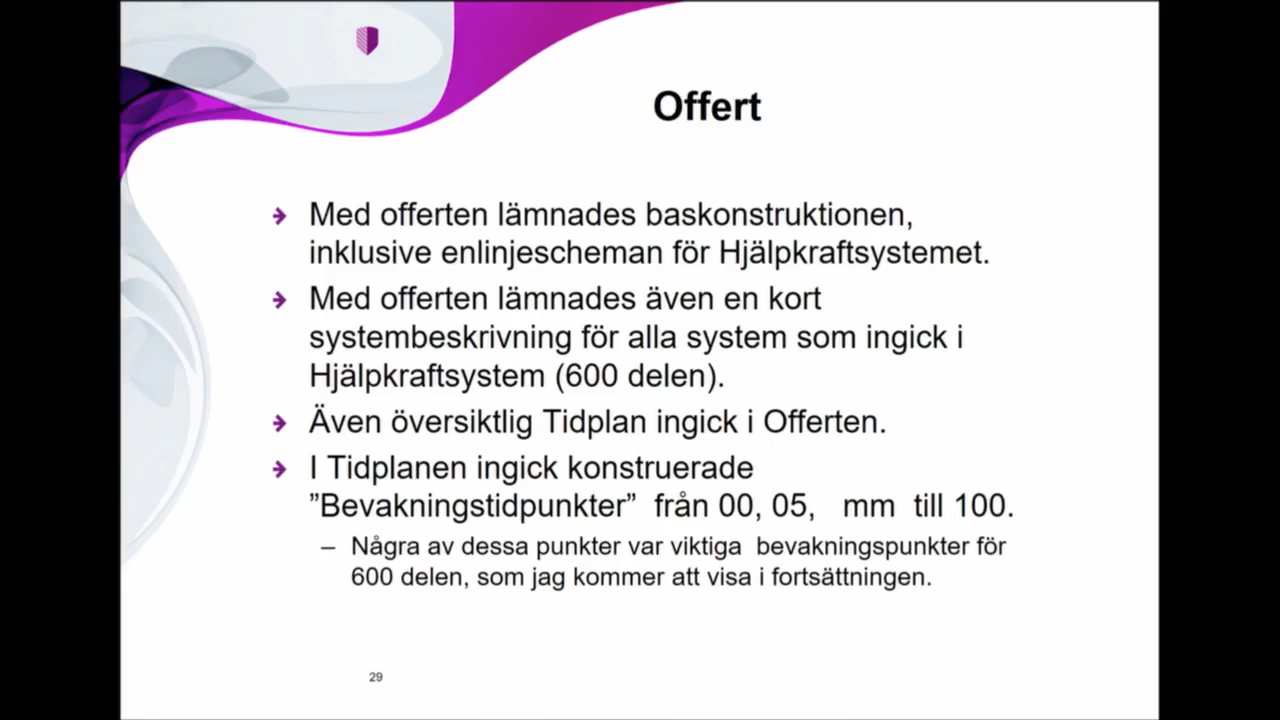 Offert
Med offerten lämnades baskonstruktionen,
inklusive enlinjescheman för Hjälpkraftsystemet.
Med offerten lämnades även en kort
systembeskrivning för alla system som ingick i
Hjälpkraftsystem (600 delen).
Även översiktlig Tidplan ingick i Offerten.
I Tidplanen ingick konstruerade
”Bevakningstidpunkter” från 00, 05, mm till 100.
– Några av dessa punkter var viktiga bevakningspunkter för
600 delen, som jag kommer att visa i fortsättningen.
29